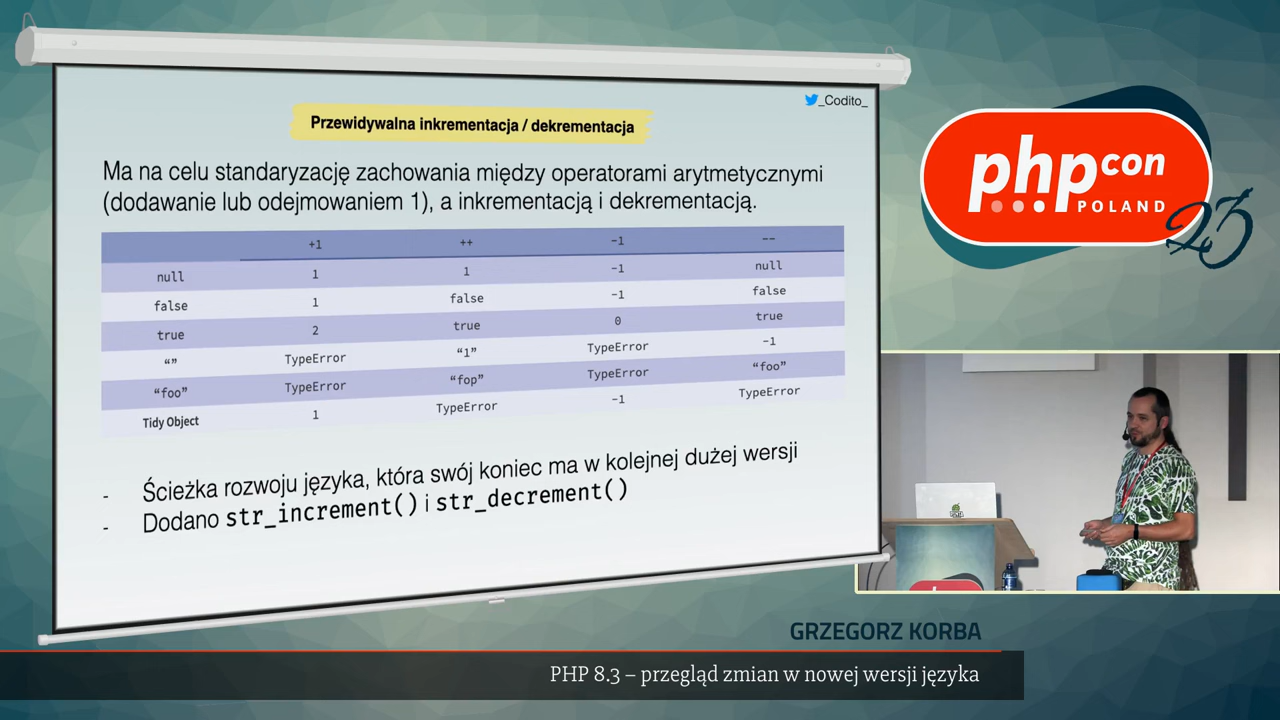 _Codito_
Przewidywalna inkrementacja / dekrementacja
Ma na celu standaryzację zachowania między operatorami arytmetycznymi
(dodawanie lub odejmowaniem 1), a inkrementacją i dekrementacją.
+1 ++ -1 --
null 1 1 -1 null
false 1 false -1 false
true 2 true 0 true
“” TypeError “1” TypeError -1
“foo” TypeError “fop” TypeError “foo”
Tidy Object 1 TypeError -1 TypeError
- Ścieżka rozwoju języka, która swój koniec ma w kolejnej dużej wersji
- Dodano str_increment() i str_decrement()
phpcon
POLAND
23
GRZEGORZ KORBA
PHP 8.3 – przegląd zmian w nowej wersji języka